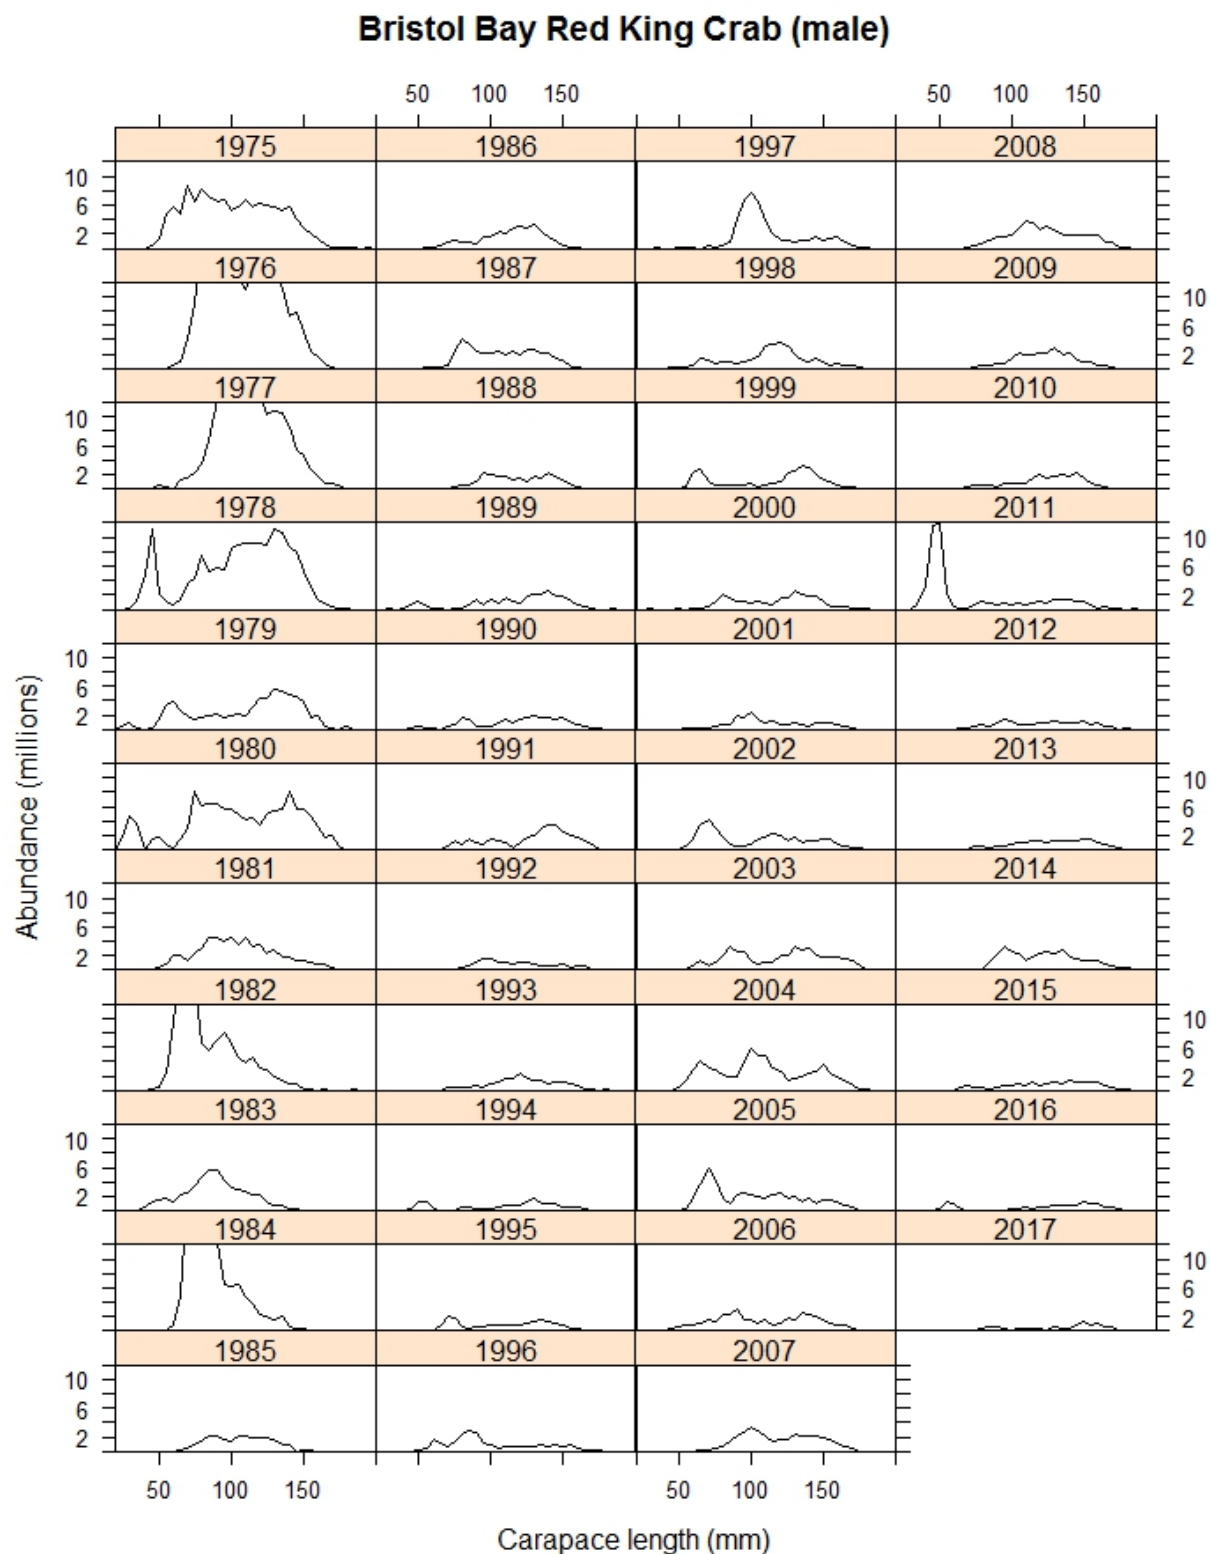 Bristol Bay Red King Crab (male)
50 100 150 50 100 150
1975 1986 1997 2008
10
6
2
1976 1987 1998 2009
10
6
2
1977 1988 1999 2010
10
6
2
1978 1989 2000 2011
10
6
2
1979 1990 2001 2012
10
6
2
1980 1991 2002 2013
10
6
2
1981 1992 2003 2014
10
6
2
1982 1993 2004 2015
10
6
2
1983 1994 2005 2016
10
6
2
1984 1995 2006 2017
10
6
2
1985 1996 2007
10
6
2
50 100 150 50 100 150
Abundance (millions)
Carapace length (mm)